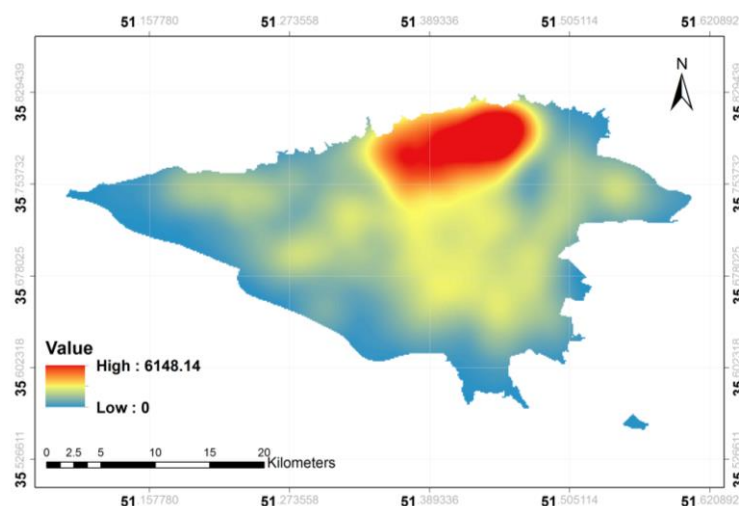 51.157780 51.273558 51.389336 51.505114 51.620892
N
35.829439 35.829439
35.753732 35.753732
35.678025 35.678025
Value
High : 6148.14
35.602318 35.602318
Low : 0
0 2.5 5 10 15 20
Kilometers
35.526611 35.526611
51.157780 51.273558 51.389336 51.505114 51.620892